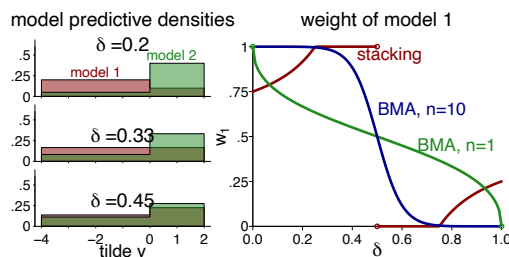 model predictive densities
δ =0.2
model 2
model 1
.5
.25
0
δ =0.33
.5
.25
0
δ =0.45
.5
.25
0
−4 −2 0 2
tilde y
weight of model 1
stacking
BMA, n=10
BMA, n=1
w1
1
.75
.5
.25
0
0.0 0.2 0.4 0.6 0.8 1.0
δ